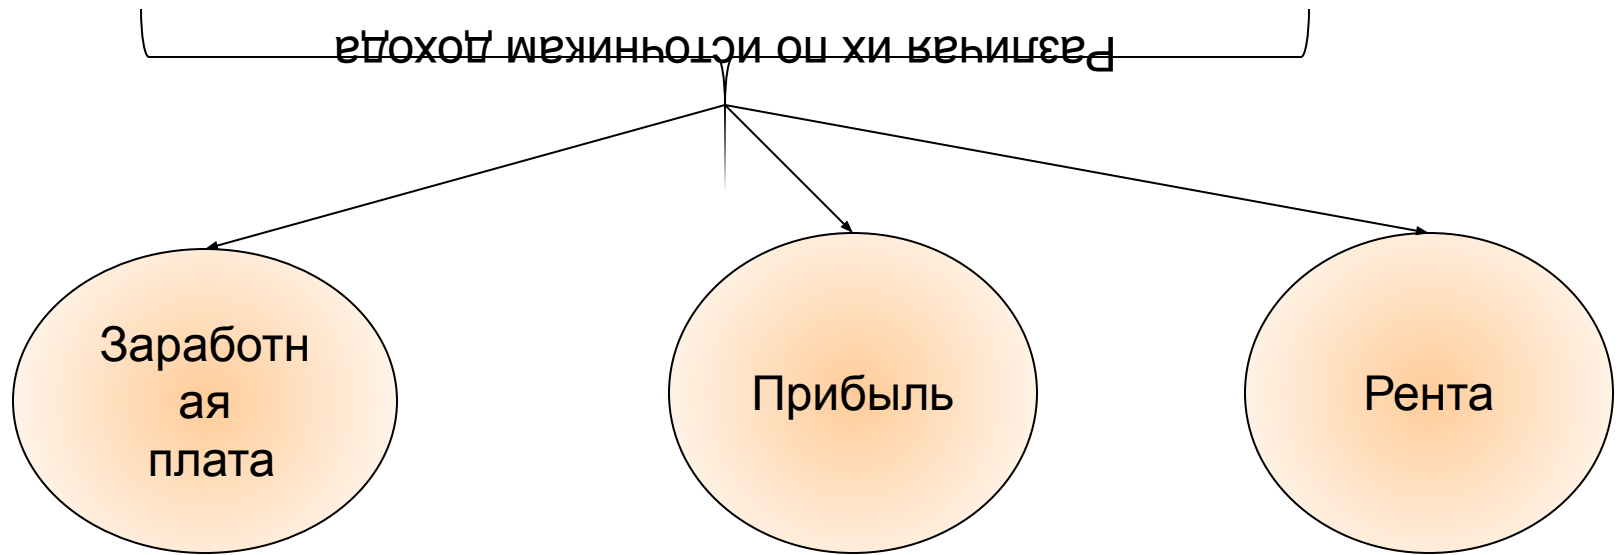 Различая их по источникам дохода
Заработн
ая
плата
Прибыль
Рента